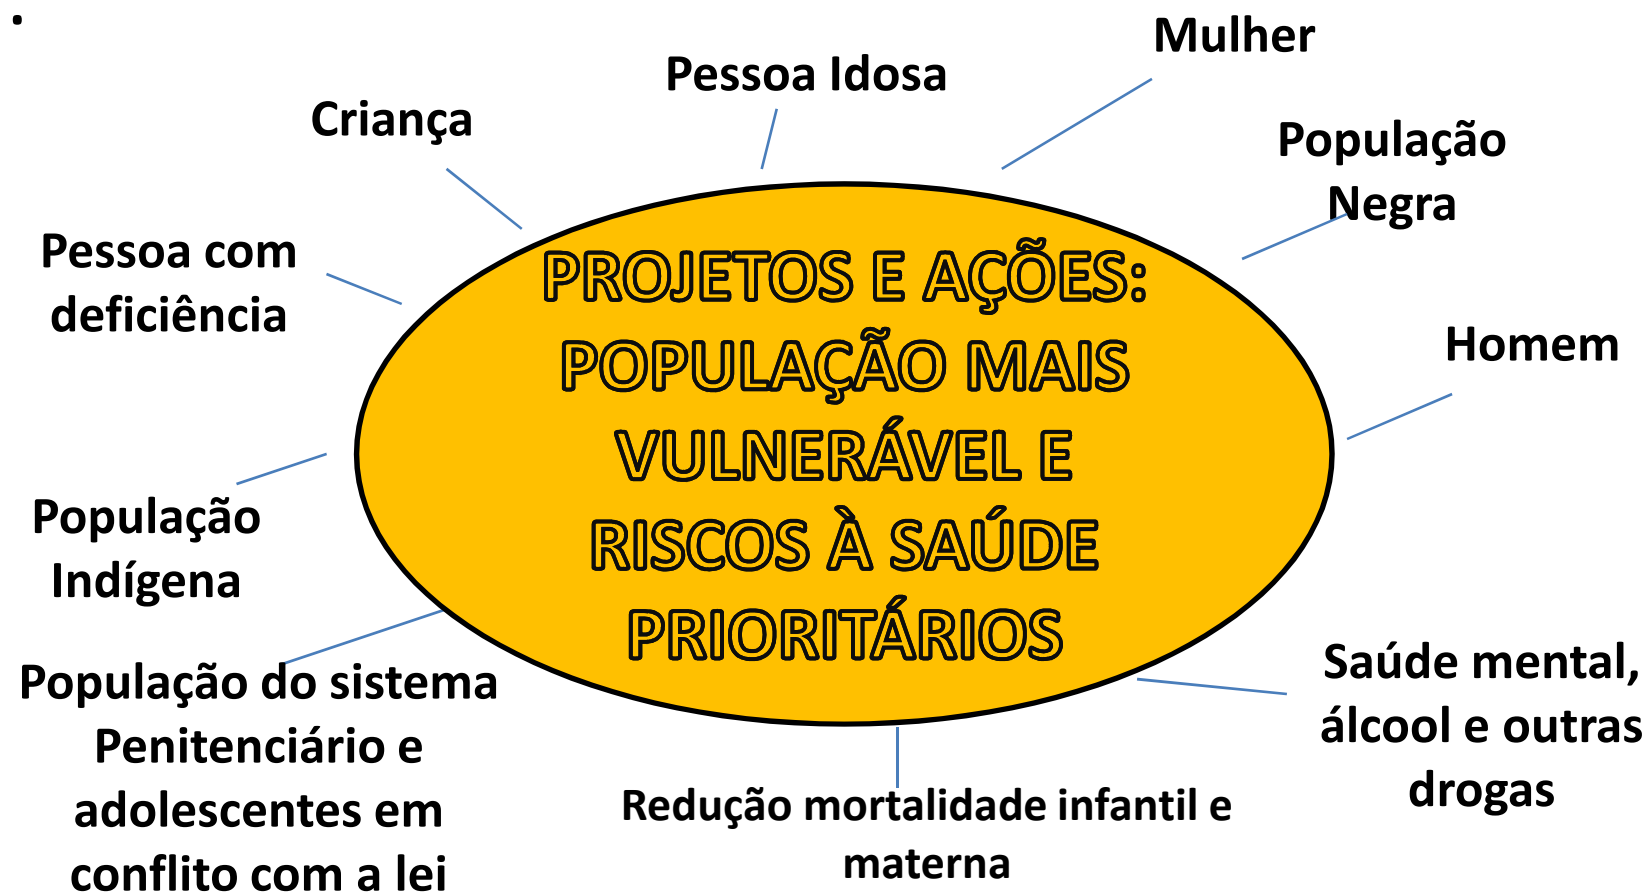 .
Mulher
Pessoa Idosa
Criança
População
Negra
Pessoa com
deficiência
PROJETOS E AÇÕES:
POPULAÇÃO MAIS
VULNERÁVEL E
RISCOS À SAÚDE
PRIORITÁRIOS
Homem
População
Indígena
População do sistema
Penitenciário e
adolescentes em
conflito com a lei
Saúde mental,
álcool e outras
drogas
Redução mortalidade infantil e
materna